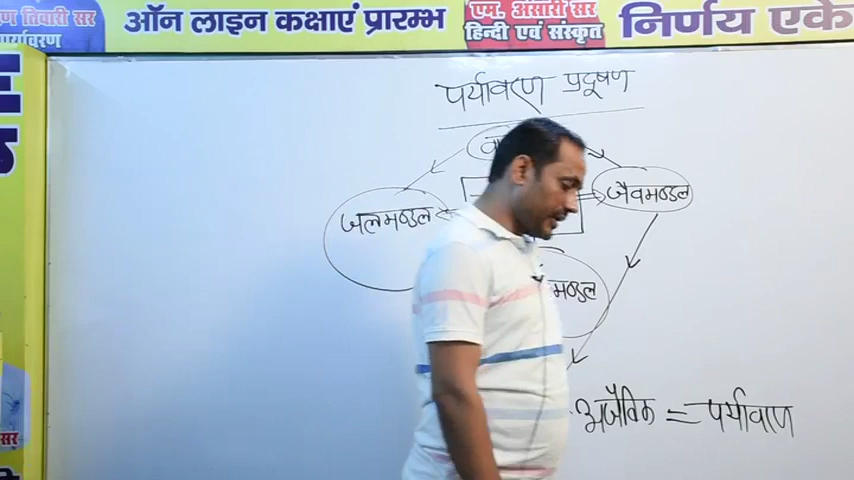 तिवारी सर
पर्यावरण
ऑन लाइन कक्षाएं प्रारम्भ
एम. अंसारी सर
हिन्दी एवं संस्कृत
निर्णय एके
पर्यावरण प्रदूषण
जैवमण्डल
जलमण्डल
मण्डल
अजैविक = पर्यावरण
सर